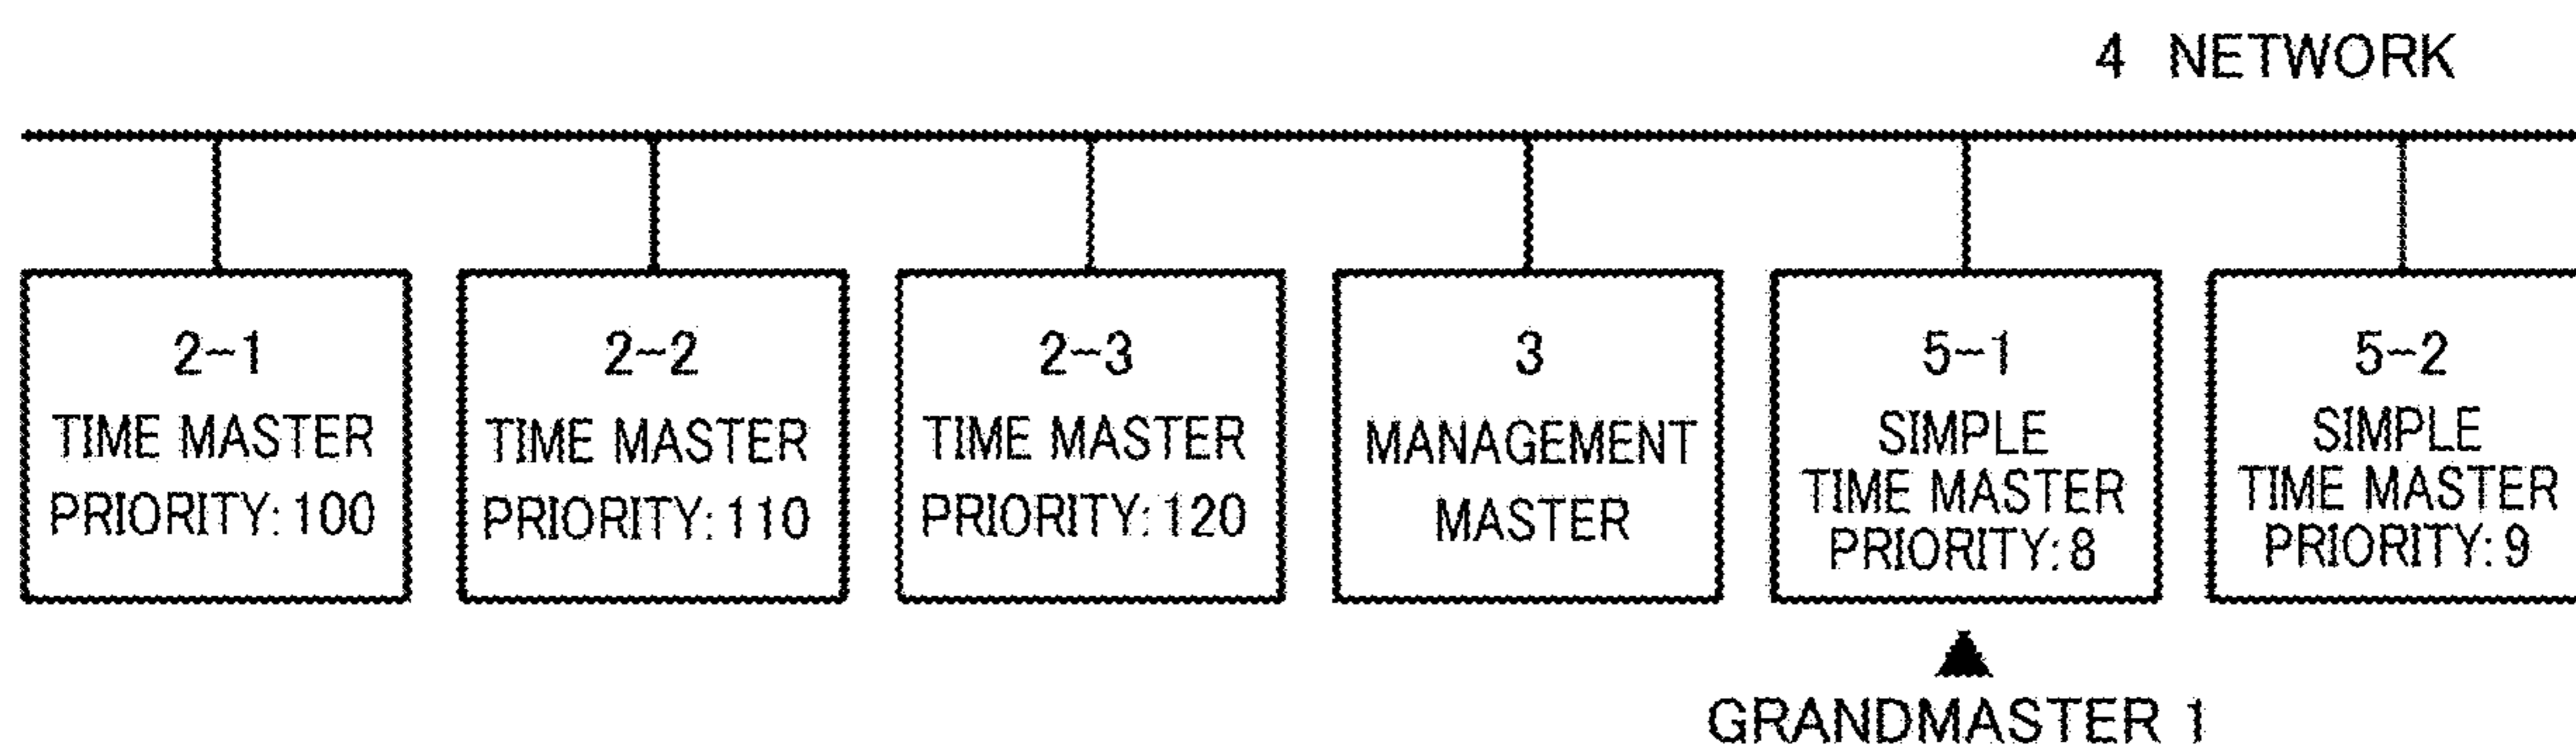 4 NETWORK
2-1
TIME MASTER
PRIORITY: 100
2-2
TIME MASTER
PRIORITY: 110
2-3
TIME MASTER
PRIORITY: 120
3
MANAGEMENT
MASTER
5-1
SIMPLE
TIME MASTER
PRIORITY: 8
5-2
SIMPLE
TIME MASTER
PRIORITY: 9
GRANDMASTER 1